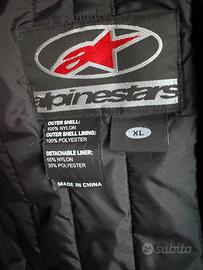 alpinestars
OUTER SHELL:
100% NYLON
OUTER SHELL LINING:
100% POLYESTER
DETACHABLE LINER:
65% NYLON
35% POLYESTER
MADE IN CHINA
XL
subito